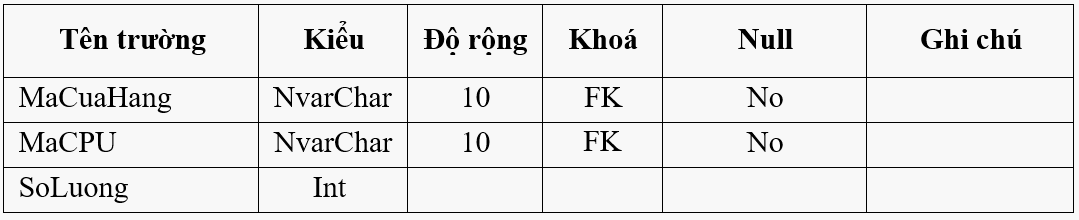 Tên trường Kiểu Độ rộng Khoá Null Ghi chú
MaCuaHang NvarChar 10 FK No
MaCPU NvarChar 10 FK No
SoLuong Int